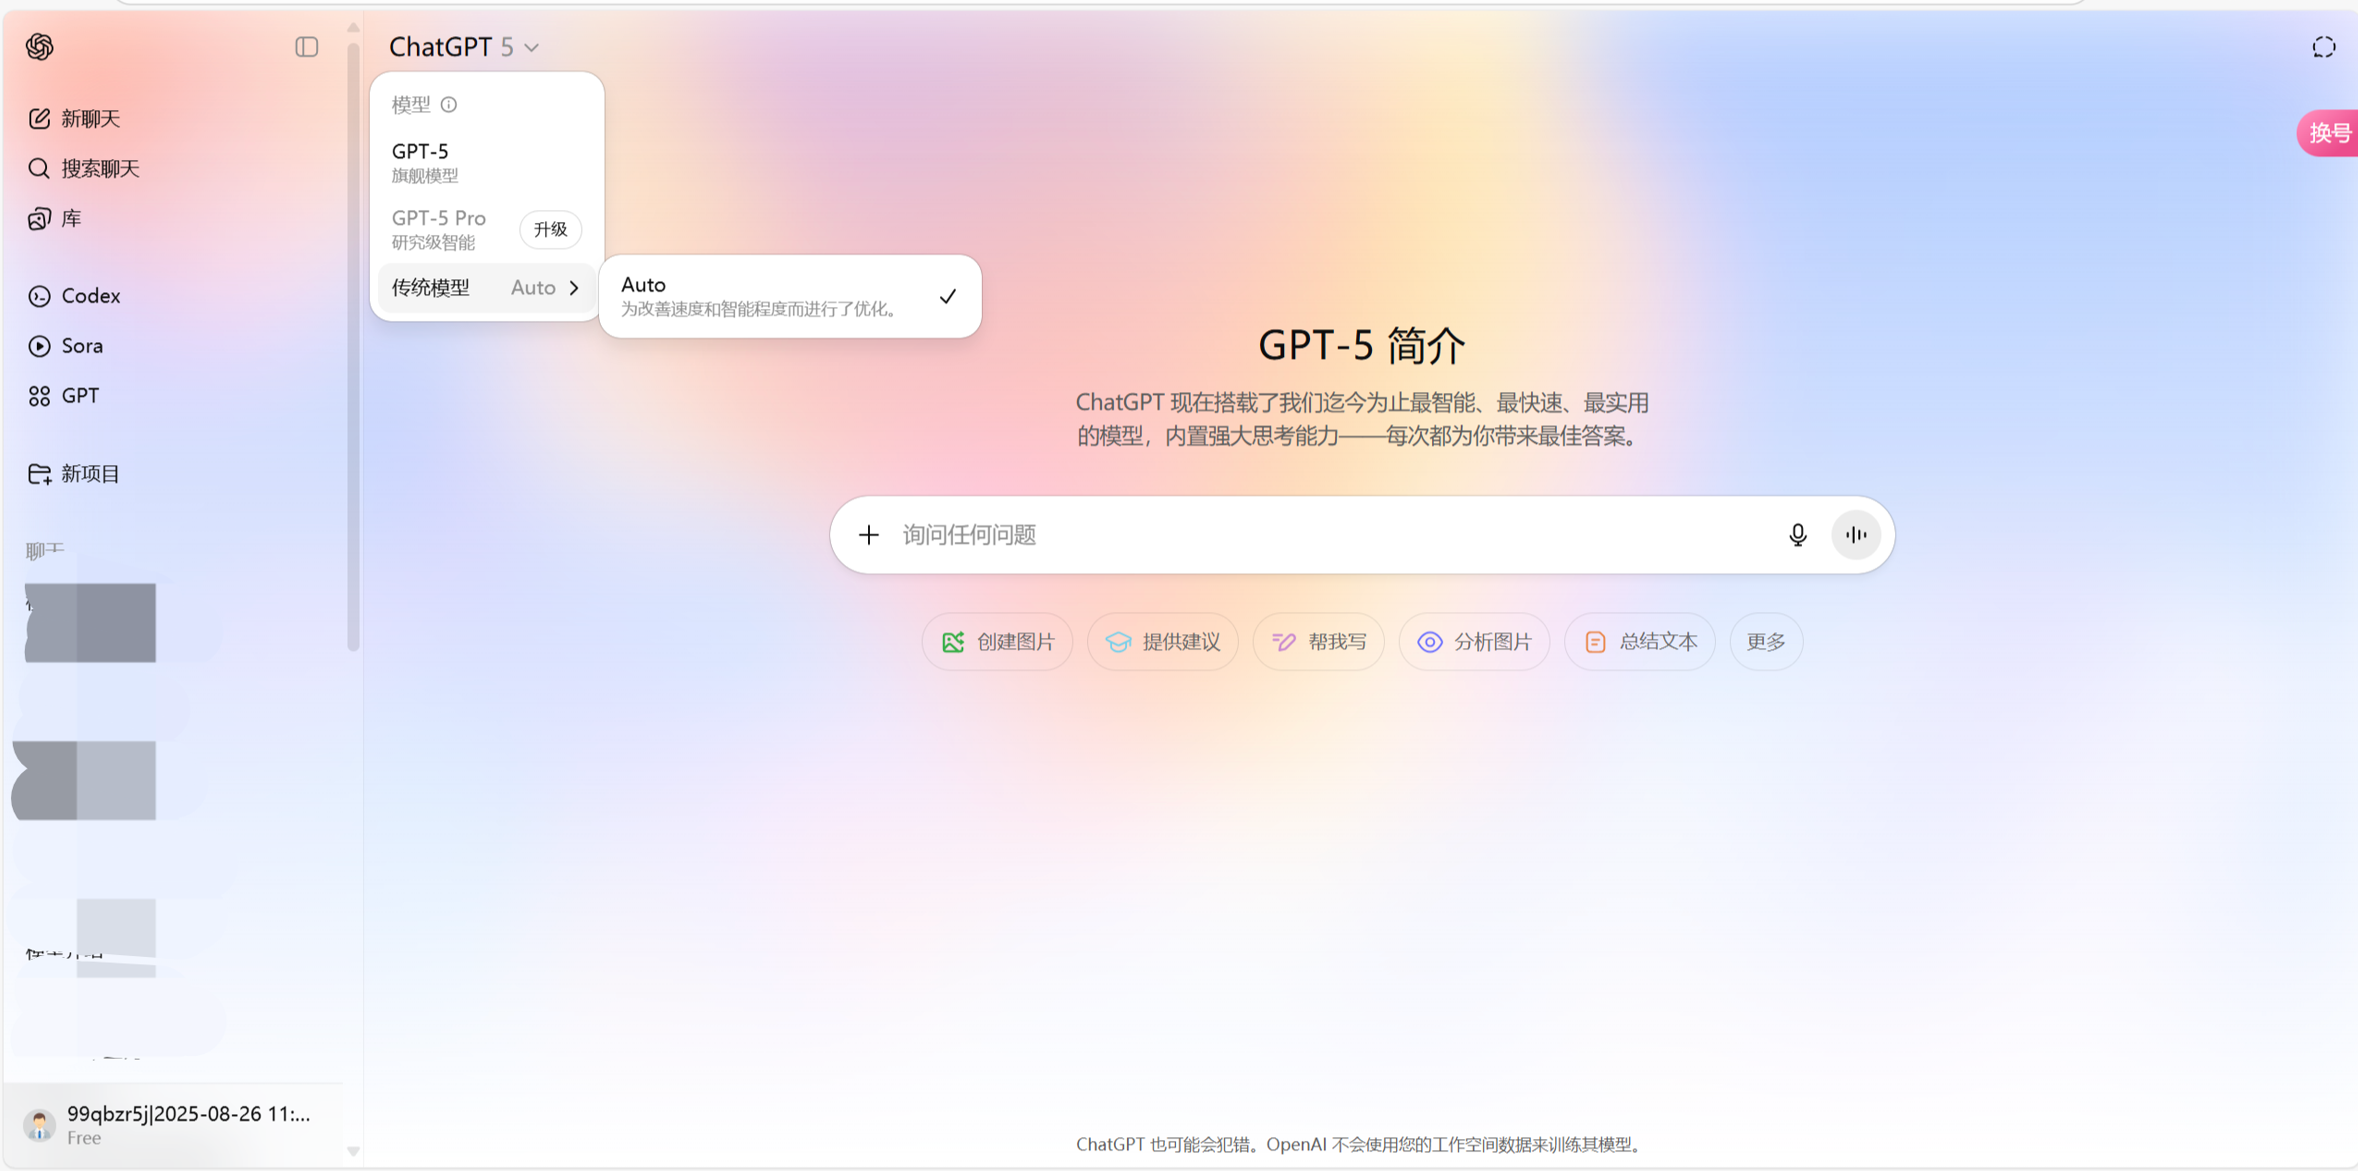 ChatGPT 5
模型
GPT-5
旗舰模型
GPT-5 Pro
研究级智能
升级
传统模型 Auto
Auto
为改善速度和智能程度而进行了优化。
新聊天
搜索聊天
库
Codex
Sora
GPT
新项目
聊天
99qbzr5j|2025-08-26 11:...
Free
换号
GPT-5 简介
ChatGPT 现在搭载了我们迄今为止最智能、最快速、最实用
的模型，内置强大思考能力——每次都为你带来最佳答案。
询问任何问题
创建图片
提供建议
帮我写
分析图片
总结文本
更多
ChatGPT 也可能会犯错。OpenAI 不会使用您的工作空间数据来训练其模型。